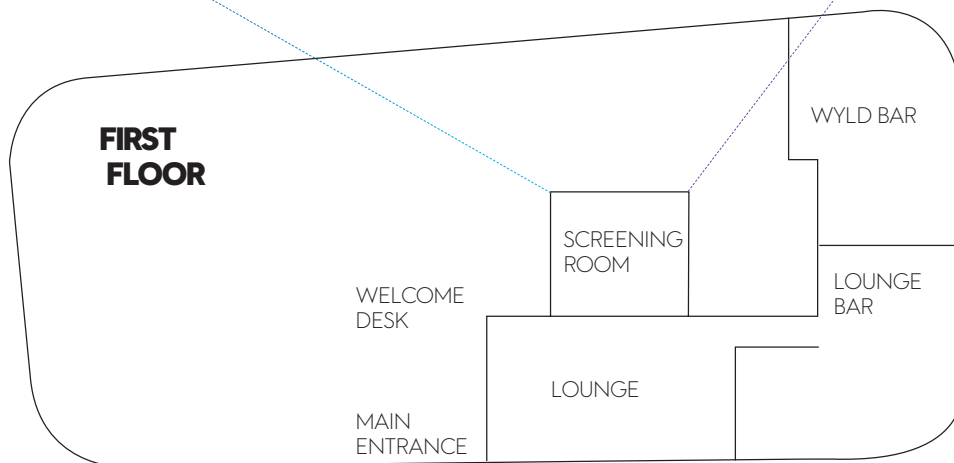 FIRST
FLOOR
WYLD BAR
SCREENING
ROOM
LOUNGE
BAR
WELCOME
DESK
LOUNGE
MAIN
ENTRANCE